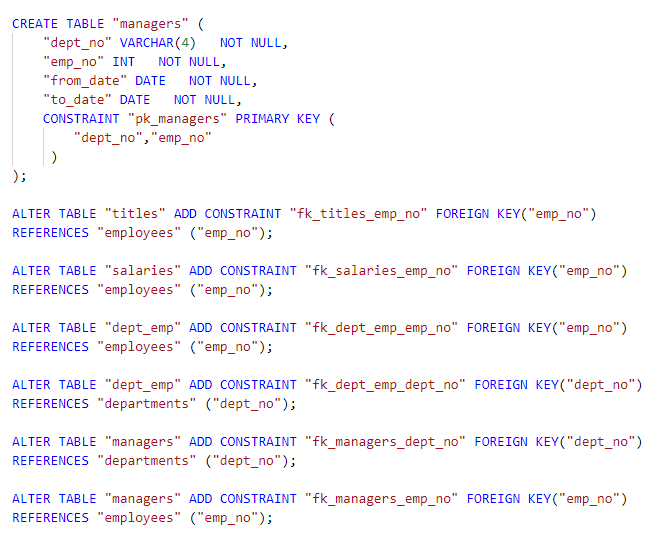 CREATE TABLE "managers" (
"dept_no" VARCHAR(4)   NOT NULL,
"emp_no" INT   NOT NULL,
"from_date" DATE   NOT NULL,
"to_date" DATE   NOT NULL,
CONSTRAINT "pk_managers" PRIMARY KEY (
"dept_no","emp_no"
)
);
ALTER TABLE "titles" ADD CONSTRAINT "fk_titles_emp_no" FOREIGN KEY("emp_no")
REFERENCES "employees" ("emp_no");
ALTER TABLE "salaries" ADD CONSTRAINT "fk_salaries_emp_no" FOREIGN KEY("emp_no")
REFERENCES "employees" ("emp_no");
ALTER TABLE "dept_emp" ADD CONSTRAINT "fk_dept_emp_emp_no" FOREIGN KEY("emp_no")
REFERENCES "employees" ("emp_no");
ALTER TABLE "dept_emp" ADD CONSTRAINT "fk_dept_emp_dept_no" FOREIGN KEY("dept_no")
REFERENCES "departments" ("dept_no");
ALTER TABLE "managers" ADD CONSTRAINT "fk_managers_dept_no" FOREIGN KEY("dept_no")
REFERENCES "departments" ("dept_no");
ALTER TABLE "managers" ADD CONSTRAINT "fk_managers_emp_no" FOREIGN KEY("emp_no")
REFERENCES "employees" ("emp_no");